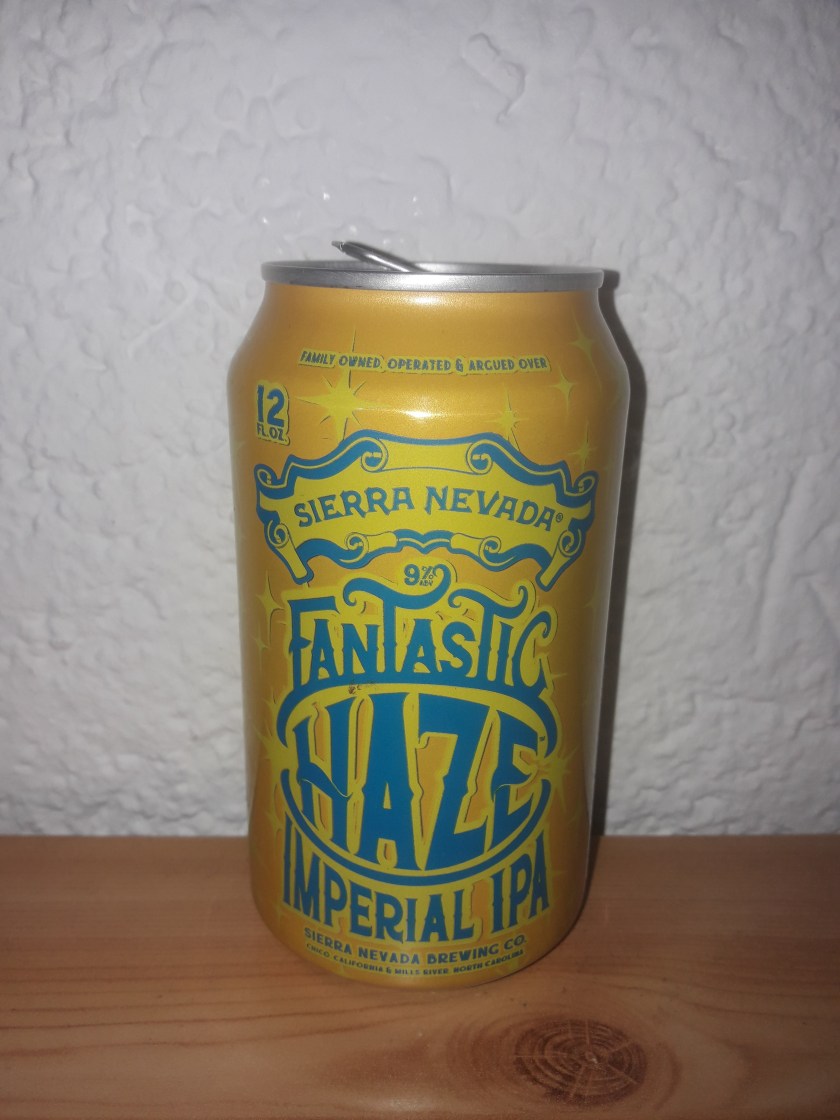 FAMILY OWNED, OPERATED & ARGUED OVER
12
FL.OZ.
SIERRA NEVADA®
9%
ABV
FANTASTIC
HAZE™
IMPERIAL IPA
SIERRA NEVADA BREWING CO.
CHICO, CALIFORNIA & MILLS RIVER, NORTH CAROLINA